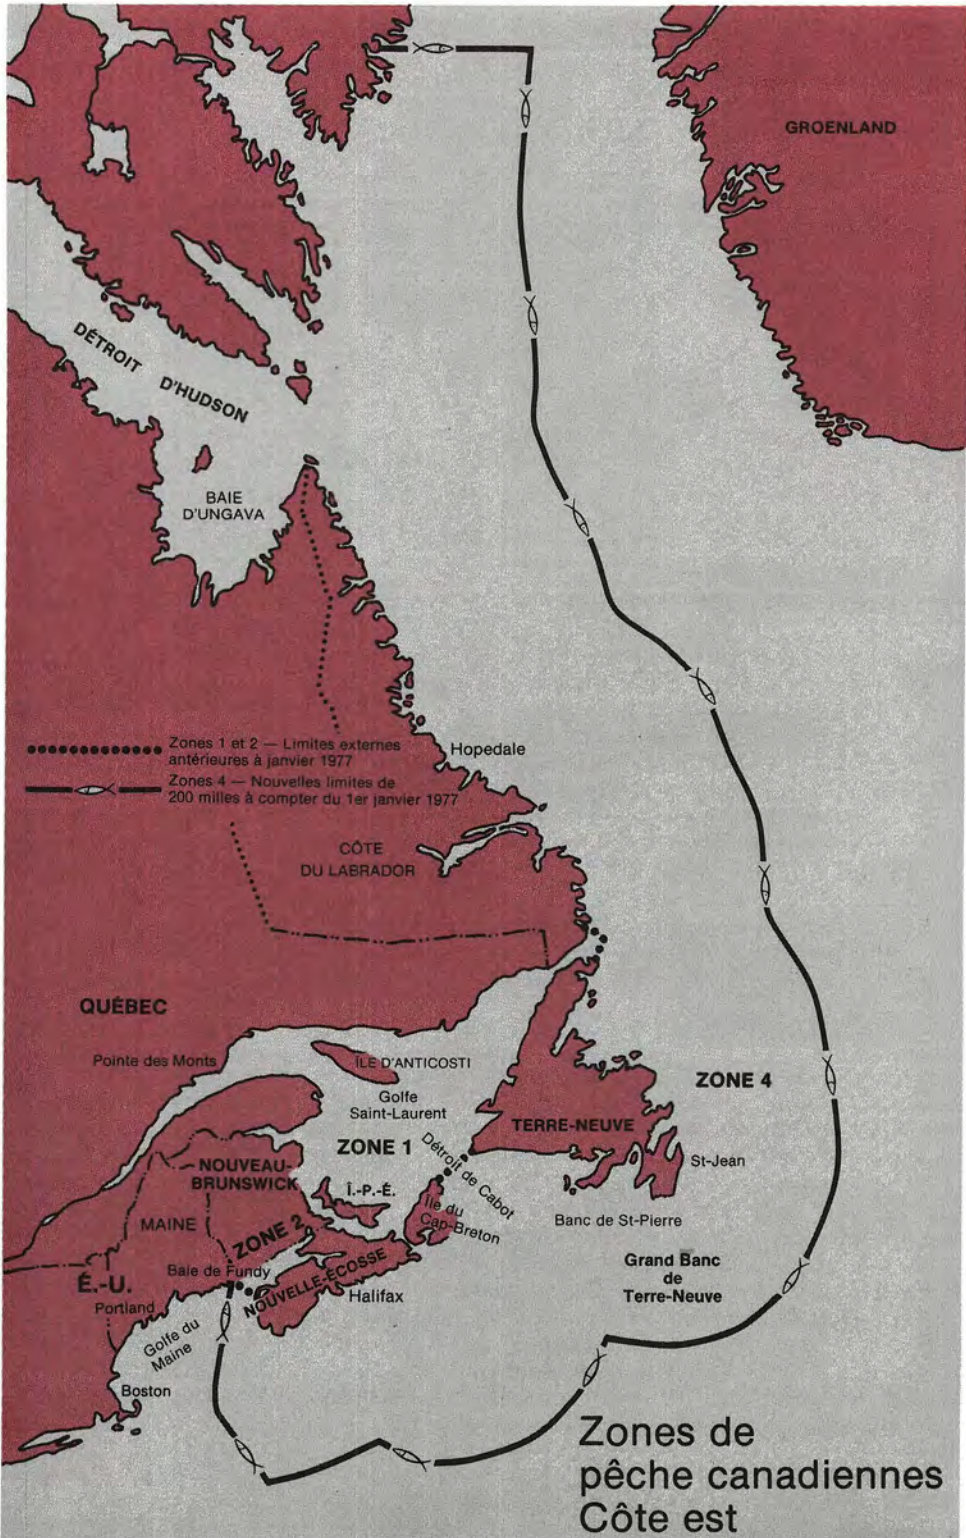 GROENLAND
DÉTROIT
D'HUDSON
BAIE
D'UNGAVA
Zones 1 et 2 — Limites externes
antérieures à janvier 1977
Zones 4 — Nouvelles limites de
200 milles à compter du 1er janvier 1977
Hopedale
CÔTE
DU LABRADOR
QUÉBEC
Pointe des Monts
ÎLE D'ANTICOSTI
Golfe
Saint-Laurent
ZONE 4
ZONE 1
TERRE-NEUVE
Détroit de Cabot
St-Jean
NOUVEAU-
BRUNSWICK
Î.-P.-É.
Île du
Cap-Breton
MAINE
ZONE 2
Banc de St-Pierre
Baie de Fundy
NOUVELLE-ÉCOSSE
Grand Banc
de
Terre-Neuve
É.-U.
Halifax
Portland
Golfe du
Maine
Boston
Zones de
pêche canadiennes
Côte est